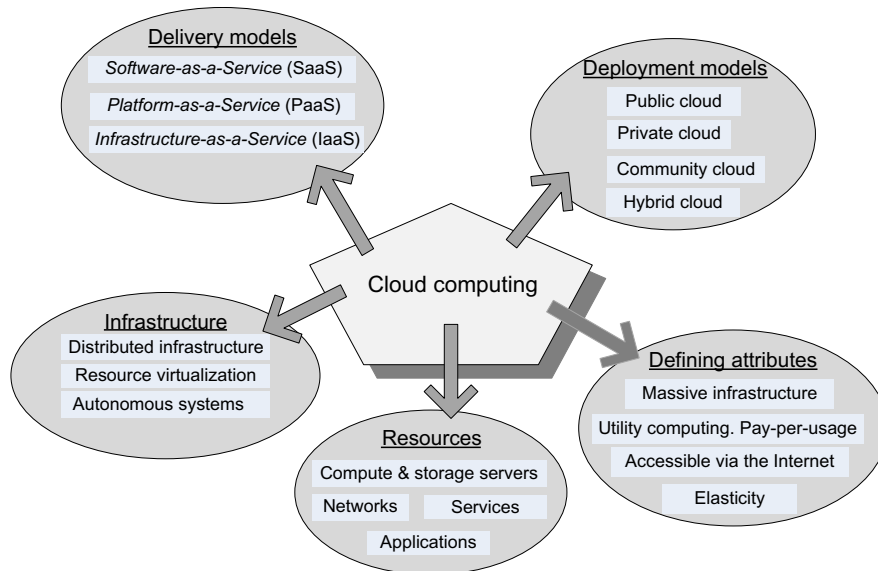 Delivery models
Software-as-a-Service (SaaS)
Platform-as-a-Service (PaaS)
Infrastructure-as-a-Service (IaaS)
Deployment models
Public cloud
Private cloud
Community cloud
Hybrid cloud
Cloud computing
Infrastructure
Distributed infrastructure
Resource virtualization
Autonomous systems
Resources
Compute & storage servers
Networks
Services
Applications
Defining attributes
Massive infrastructure
Utility computing. Pay-per-usage
Accessible via the Internet
Elasticity